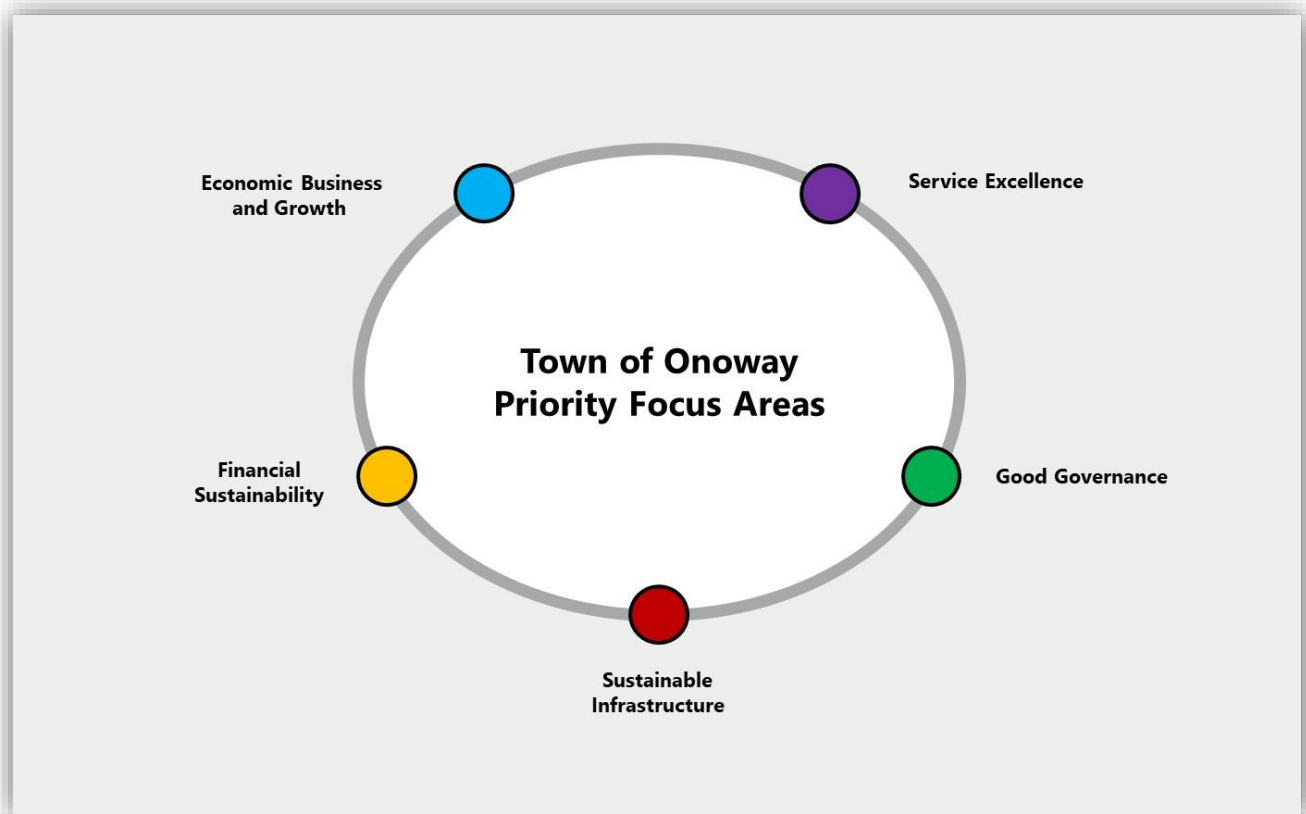 Economic Business
and Growth
Service Excellence
Town of Onoway
Priority Focus Areas
Financial
Sustainability
Good Governance
Sustainable
Infrastructure